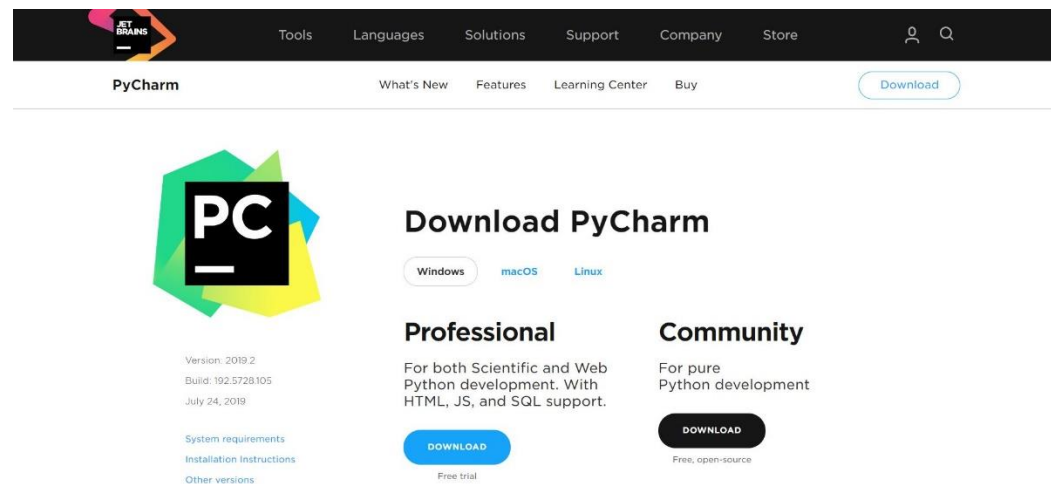 JET
BRAINS
Tools Languages Solutions Support Company Store
PyCharm What's New Features Learning Center Buy Download
PC
Download PyCharm
Windows macOS Linux
Professional
For both Scientific and Web
Python development. With
HTML, JS, and SQL support.
DOWNLOAD
Free trial
Community
For pure
Python development
DOWNLOAD
Free, open-source
Version: 2019.2
Build: 192.5728.105
July 24, 2019
System requirements
Installation Instructions
Other versions